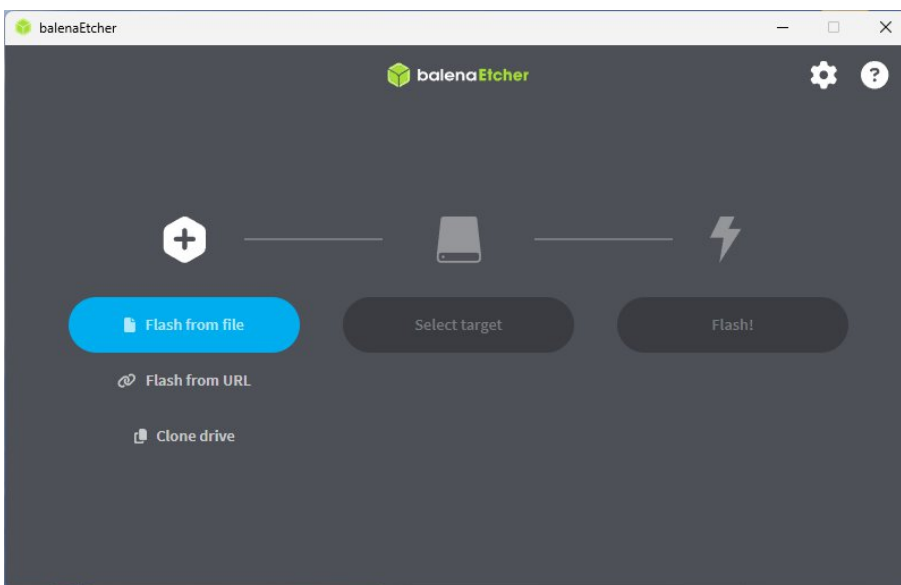 balenaEtcher
balenaEtcher
Flash from file
Select target
Flash!
Flash from URL
Clone drive